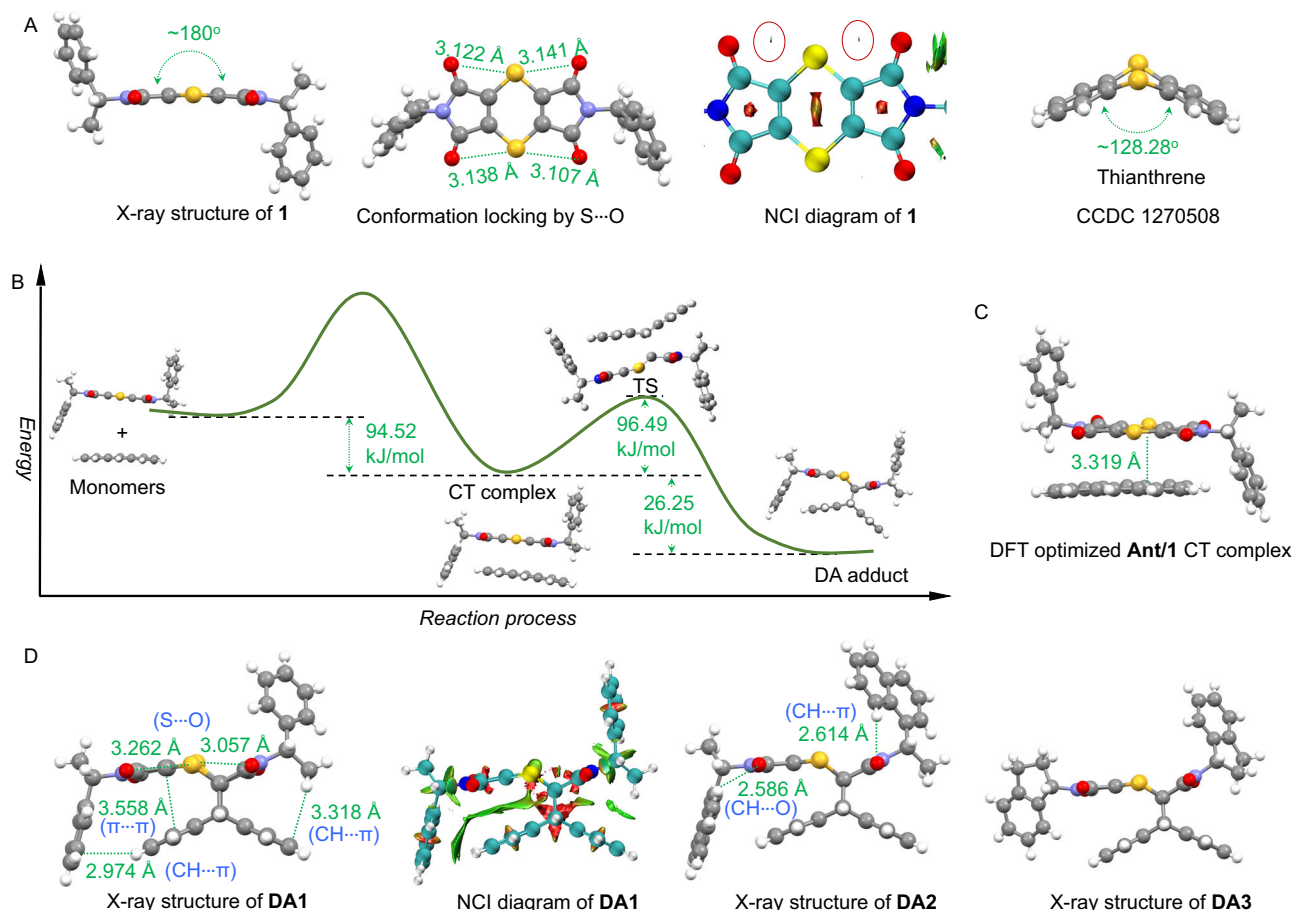 A
~180°
3.122 Å
3.141 Å
3.138 Å
3.107 Å
~128.28°
Thianthrene
X-ray structure of 1
Conformation locking by S···O
NCI diagram of 1
CCDC 1270508
B
Energy
Monomers
+
94.52
kJ/mol
CT complex
TS
96.49
kJ/mol
26.25
kJ/mol
DA adduct
Reaction process
C
3.319 Å
DFT optimized Ant/1 CT complex
D
(S···O)
3.262 Å
3.057 Å
3.558 Å
(π···π)
3.318 Å
(CH···π)
2.974 Å
(CH···π)
X-ray structure of DA1
NCI diagram of DA1
(CH···π)
2.614 Å
2.586 Å
(CH···O)
X-ray structure of DA2
X-ray structure of DA3